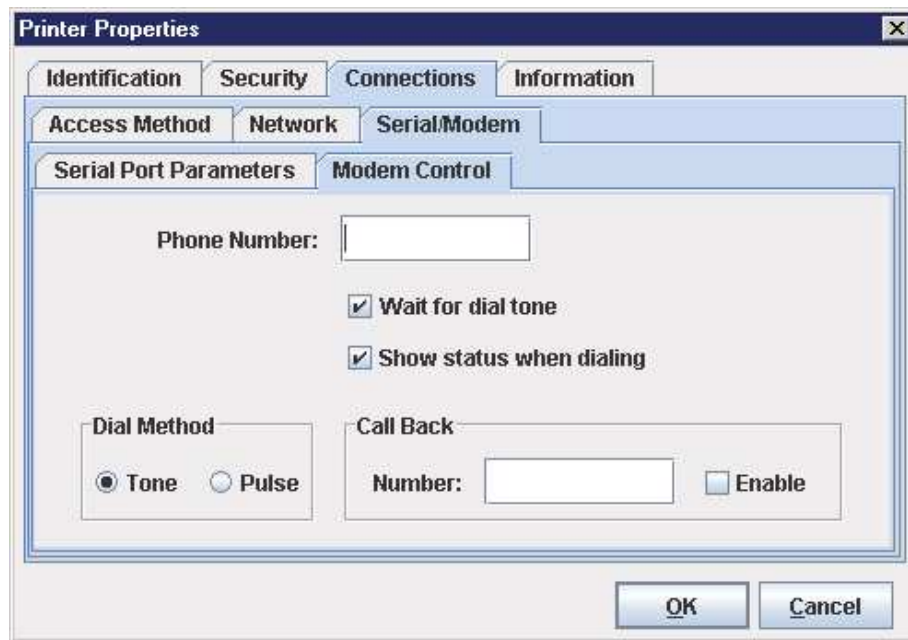 Printer Properties
Identification Security Connections Information
Access Method Network Serial/Modem
Serial Port Parameters Modem Control
Phone Number:
Wait for dial tone
Show status when dialing
Dial Method Call Back
Tone Pulse Number: Enable
OK Cancel